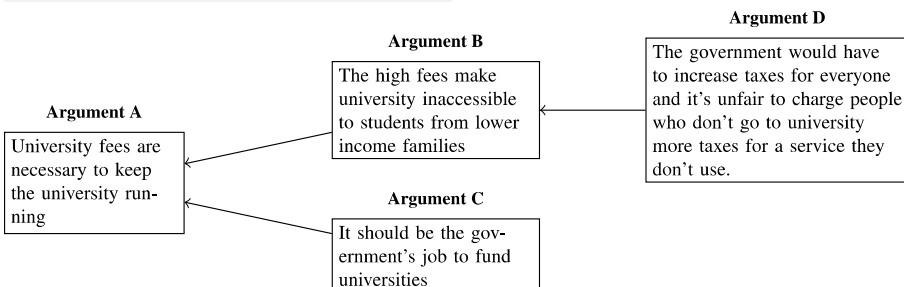 Argument A
University fees are
necessary to keep
the university run-
ning
Argument B
The high fees make
university inaccessible
to students from lower
income families
Argument C
It should be the gov-
ernment's job to fund
universities
Argument D
The government would have
to increase taxes for everyone
and it's unfair to charge people
who don't go to university
more taxes for a service they
don't use.